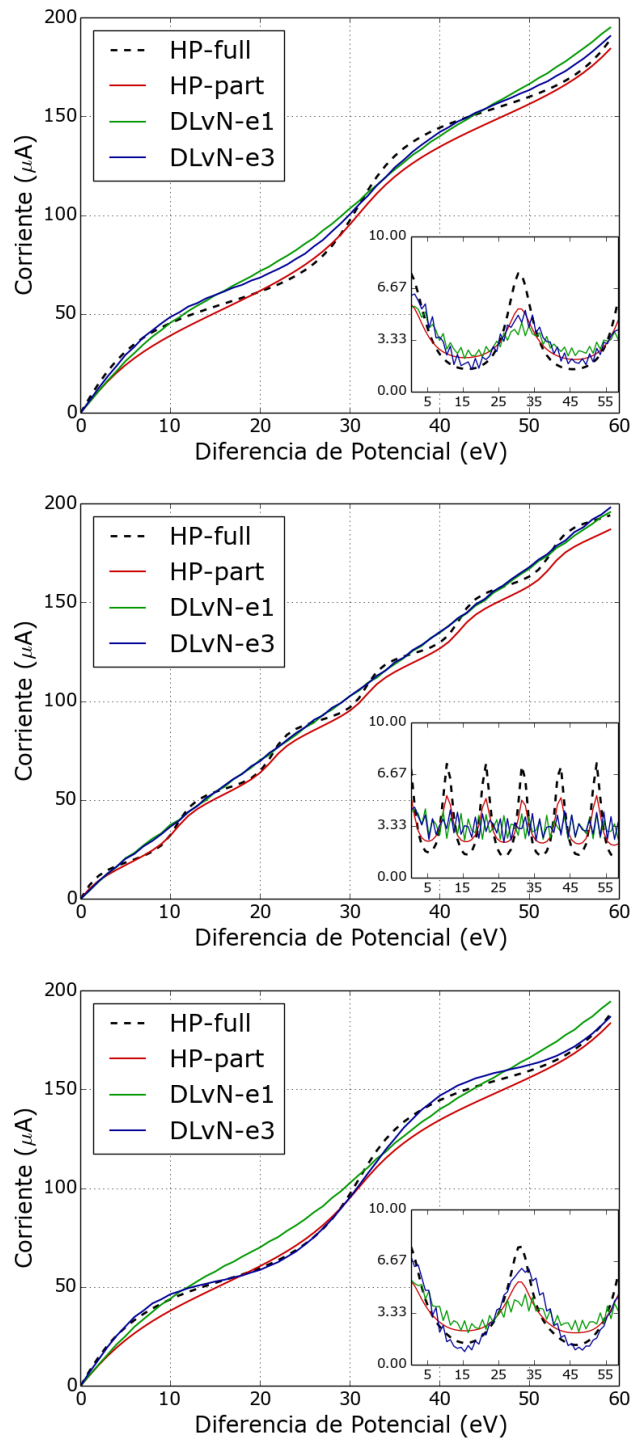 200
150
100
50
0
Corriente (μA)
HP-full
HP-part
DLvN-e1
DLvN-e3
10.00
6.67
3.33
0.00
5 15 25 35 45 55
0 10 20 30 40 50 60
Diferencia de Potencial (eV)
200
150
100
50
0
Corriente (μA)
HP-full
HP-part
DLvN-e1
DLvN-e3
10.00
6.67
3.33
0.00
5 15 25 35 45 55
0 10 20 30 40 50 60
Diferencia de Potencial (eV)
200
150
100
50
0
Corriente (μA)
HP-full
HP-part
DLvN-e1
DLvN-e3
10.00
6.67
3.33
0.00
5 15 25 35 45 55
0 10 20 30 40 50 60
Diferencia de Potencial (eV)